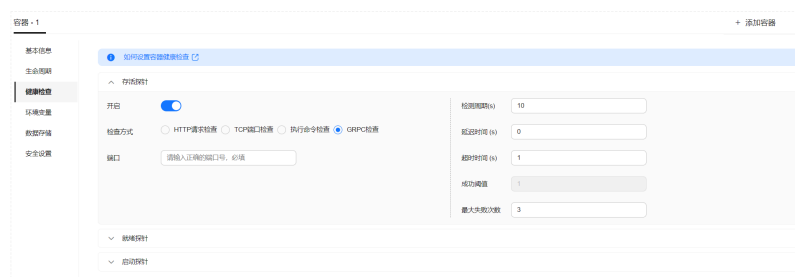 容器 - 1
+ 添加容器
基本信息
生命周期
健康检查
环境变量
数据存储
安全设置
如何设置容器健康检查
存活探针
开启
检查方式 HTTP请求检查 TCP端口检查 执行命令检查 GRPC检查
端口 请输入正确的端口号，必填
检测周期(s) 10
延迟时间 (s) 0
超时时间 (s) 1
成功阈值 1
最大失败次数 3
就绪探针
启动探针